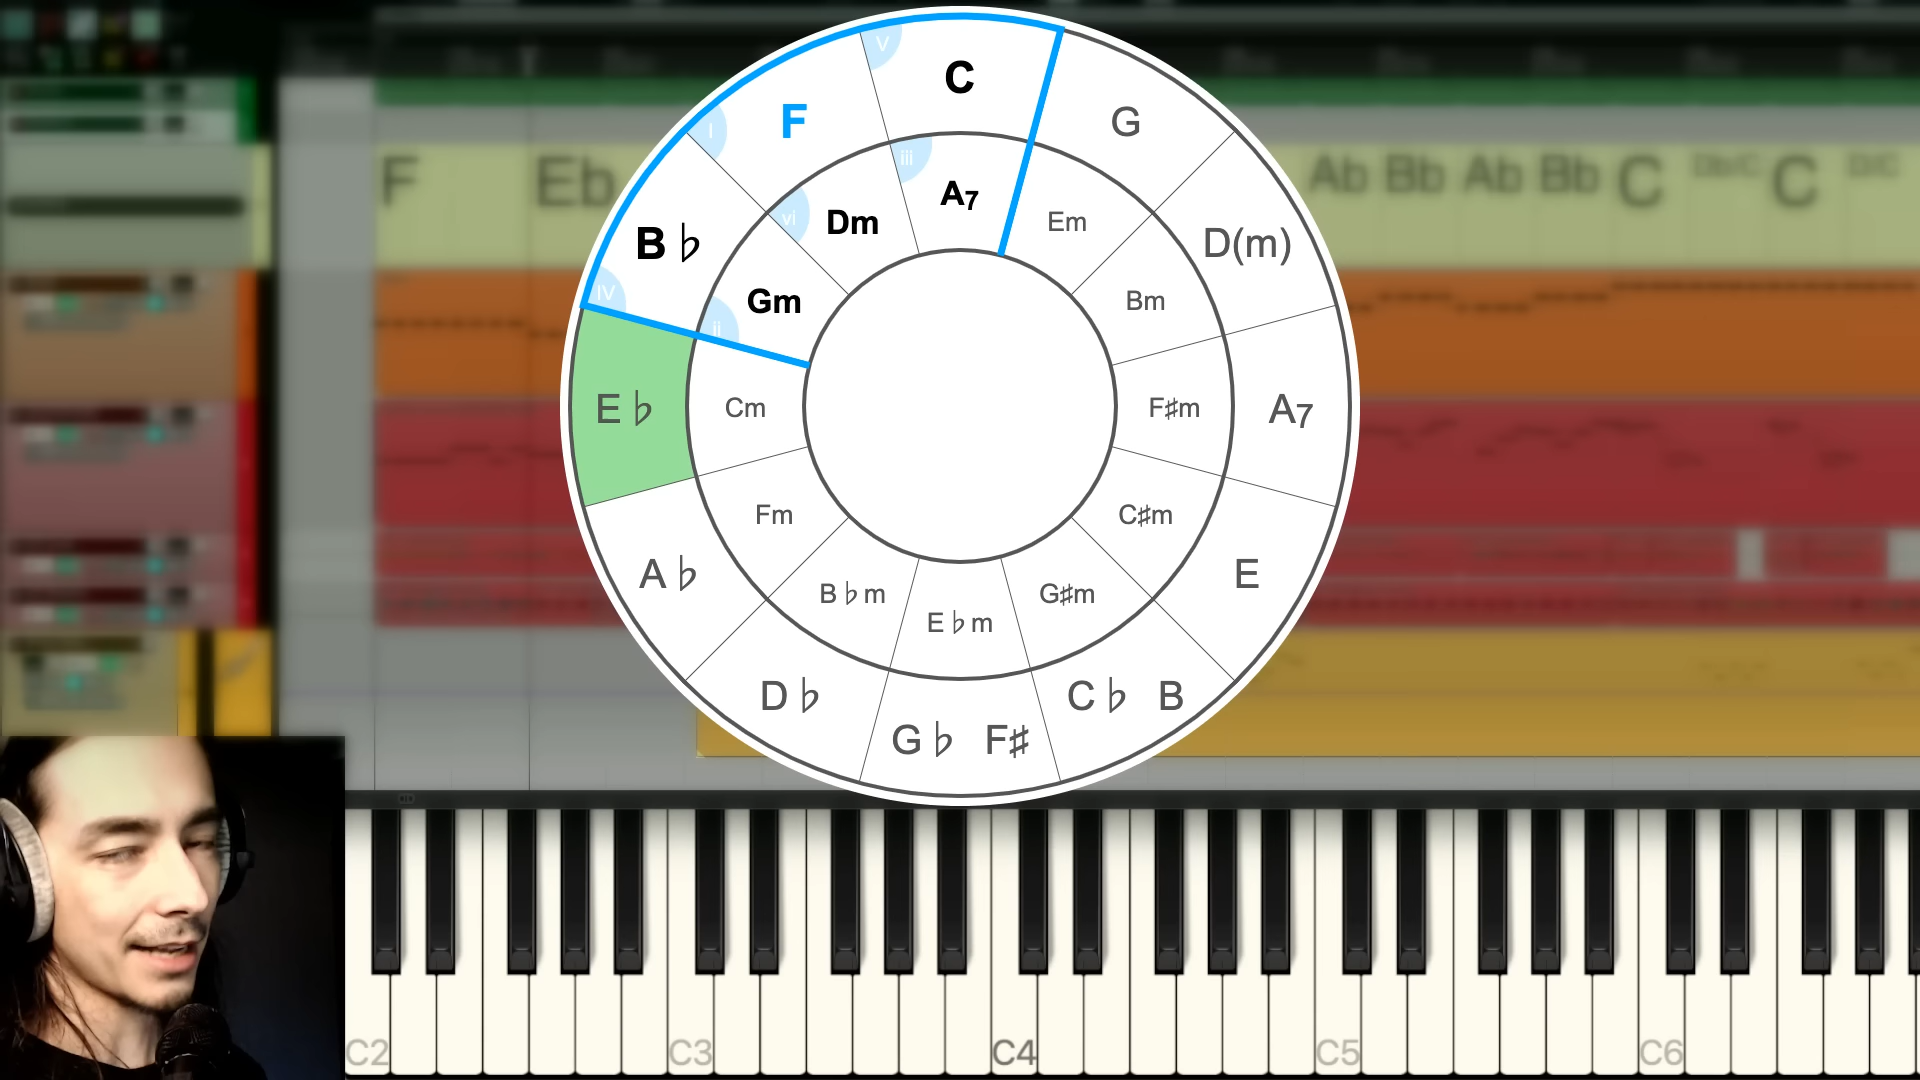 V
C
I
F
G
iii
A7
vi
Dm
Em
F
Eb
IV
B♭
ii
Gm
Bm
D(m)
Ab Bb Ab Bb C Db/C C D/C
E♭
Cm
F♯m
A7
A♭
Fm
C♯m
E
B♭m
E♭m
G♯m
D♭
G♭ F♯
C♭ B
C2 C3 C4 C5 C6